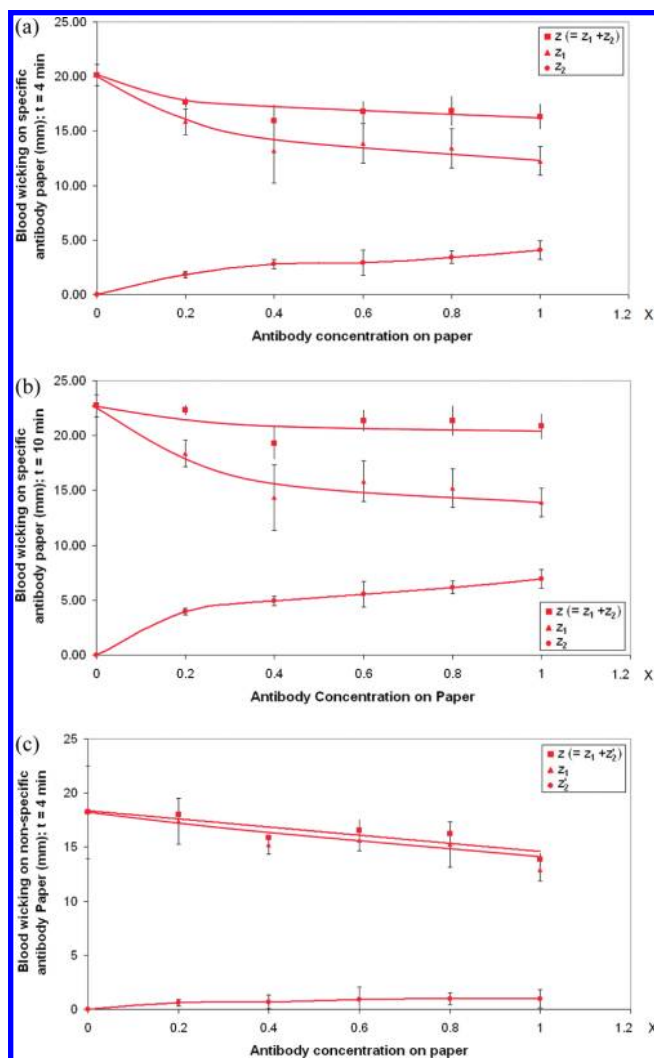 (a)
25.00
20.00
15.00
10.00
5.00
0.00
Blood wicking on specific
antibody paper (mm); t = 4 min
z (= z₁ +z₂)
z₁
z₂
0 0.2 0.4 0.6 0.8 1 1.2 X
Antibody concentration on paper
(b)
25.00
20.00
15.00
10.00
5.00
0.00
Blood wicking on specific
antibody paper (mm); t = 10 min
z (= z₁ +z₂)
z₁
z₂
0 0.2 0.4 0.6 0.8 1 1.2 X
Antibody Concentration on Paper
(c)
25
20
15
10
5
0
Blood wicking on non-specific
antibody Paper (mm); t = 4 min
z (= z₁ +z'₂)
z₁
z'₂
0 0.2 0.4 0.6 0.8 1 1.2 X
Antibody concentration on paper